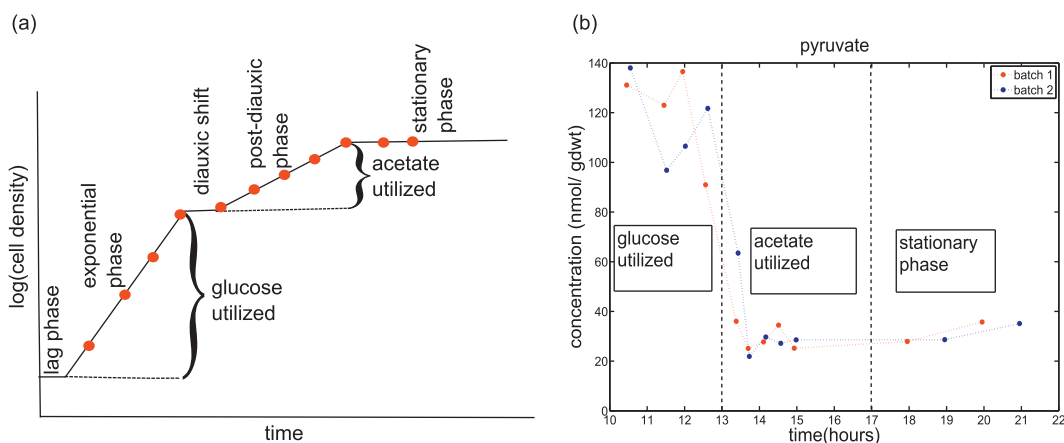 (a)
log(cell density)
time
lag phase
exponential
phase
diauxic shift
post-diauxic
phase
stationary
phase
glucose
utilized
acetate
utilized
(b)
pyruvate
concentration (nmol/ gdwt)
140
120
100
80
60
40
20
0
batch 1
batch 2
glucose
utilized
acetate
utilized
stationary
phase
10 11 12 13 14 15 16 17 17 18 19 20 21 22
time(hours)